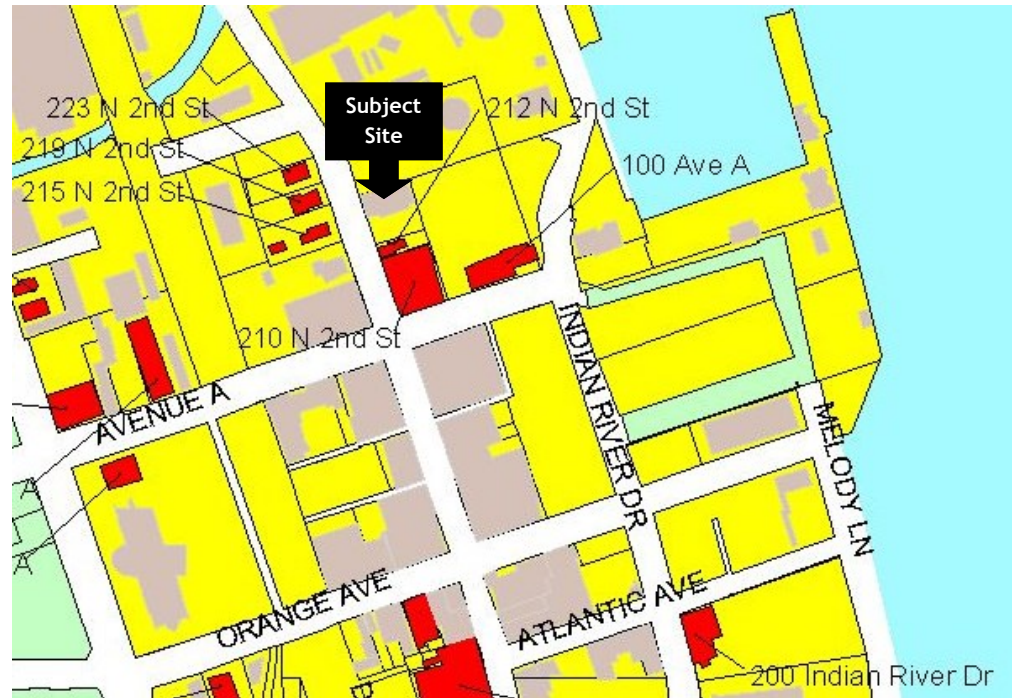 223 N 2nd St
Subject
Site
212 N 2nd St
219 N 2nd St
215 N 2nd St
100 Ave A
210 N 2nd St
INDIAN RIVER DR
AVENUE A
MELODY LN
A
A
ORANGE AVE
ATLANTIC AVE
200 Indian River Dr